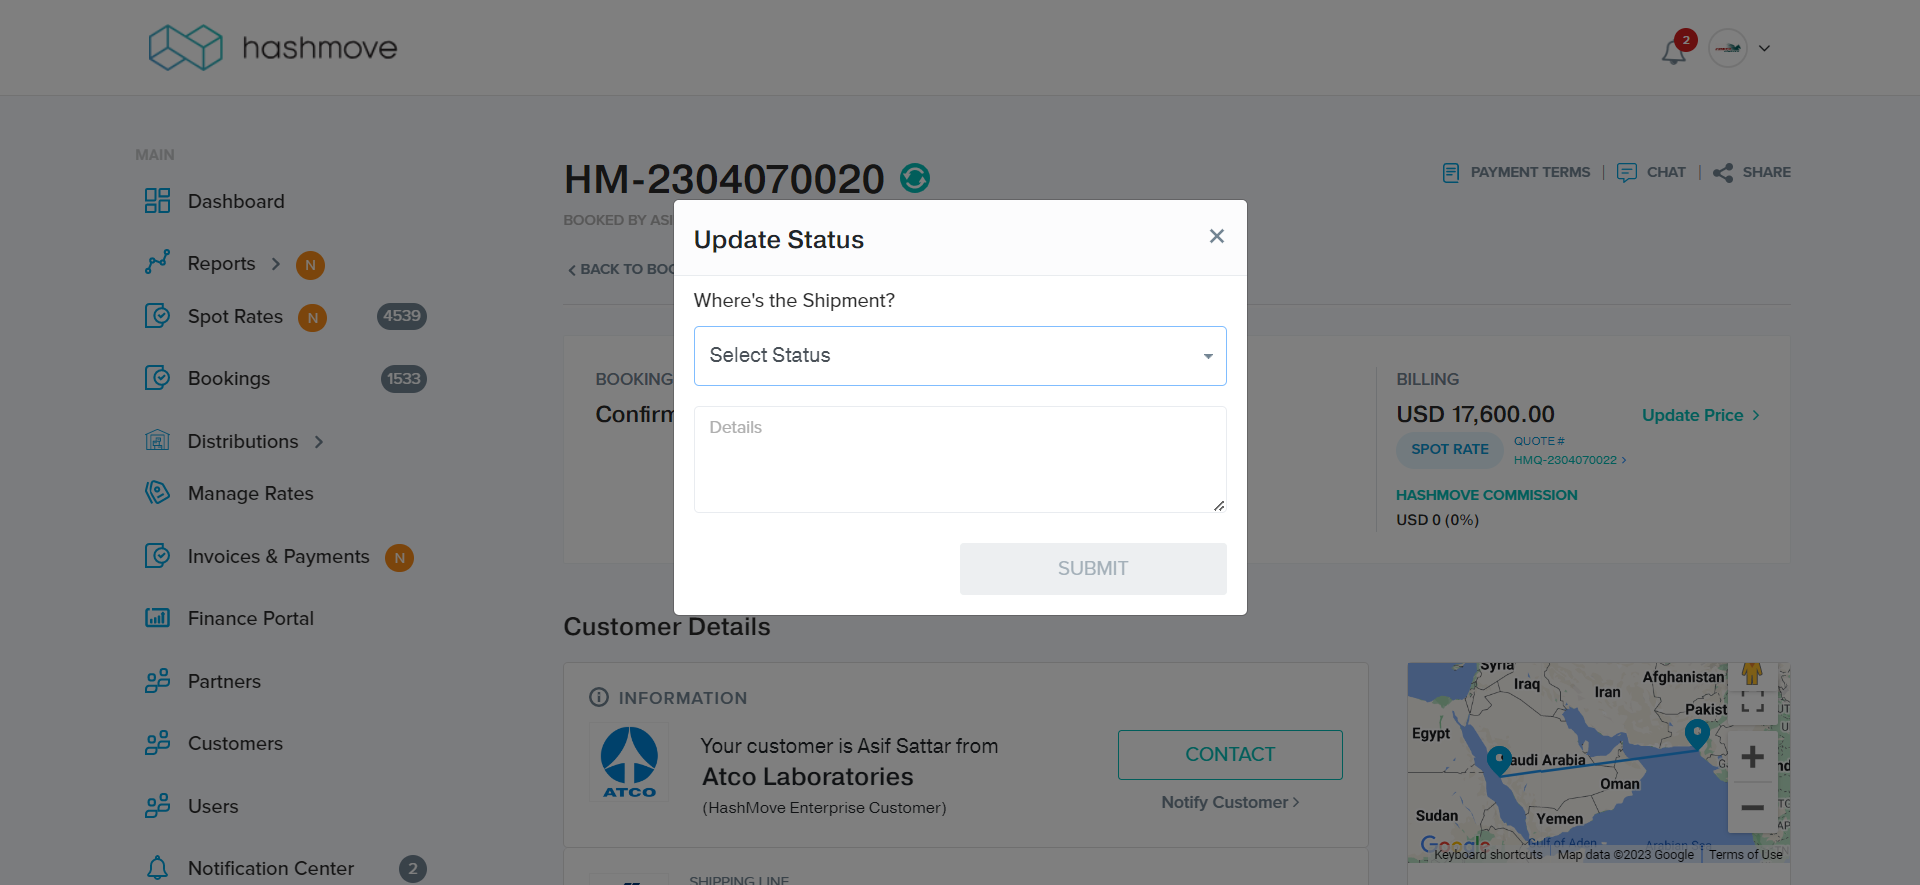 hashmove
2
MAIN
Dashboard
Reports
N
Spot Rates
N
4539
Bookings
1533
Distributions
Manage Rates
Invoices & Payments
N
Finance Portal
Partners
Customers
Users
Notification Center
2
HM-2304070020
PAYMENT TERMS
CHAT
SHARE
BOOKED BY ASI
BACK TO BOO
Update Status
Where's the Shipment?
Select Status
Details
SUBMIT
BOOKING
Confirm
BILLING
USD 17,600.00
Update Price
SPOT RATE
QUOTE #
HMQ-2304070022
HASHMOVE COMMISSION
USD 0 (0%)
Customer Details
INFORMATION
ATCO
Your customer is Asif Sattar from
Atco Laboratories
(HashMove Enterprise Customer)
CONTACT
Notify Customer
SHIPPING LINE
Syria
Afghanistan
Iraq
Iran
Pakist
Egypt
audi Arabia
Oman
Sudan
Yemen
Gulf of Aden
Arabian Sea
Google
Keyboard shortcuts
Map data ©2023 Google
Terms of Use